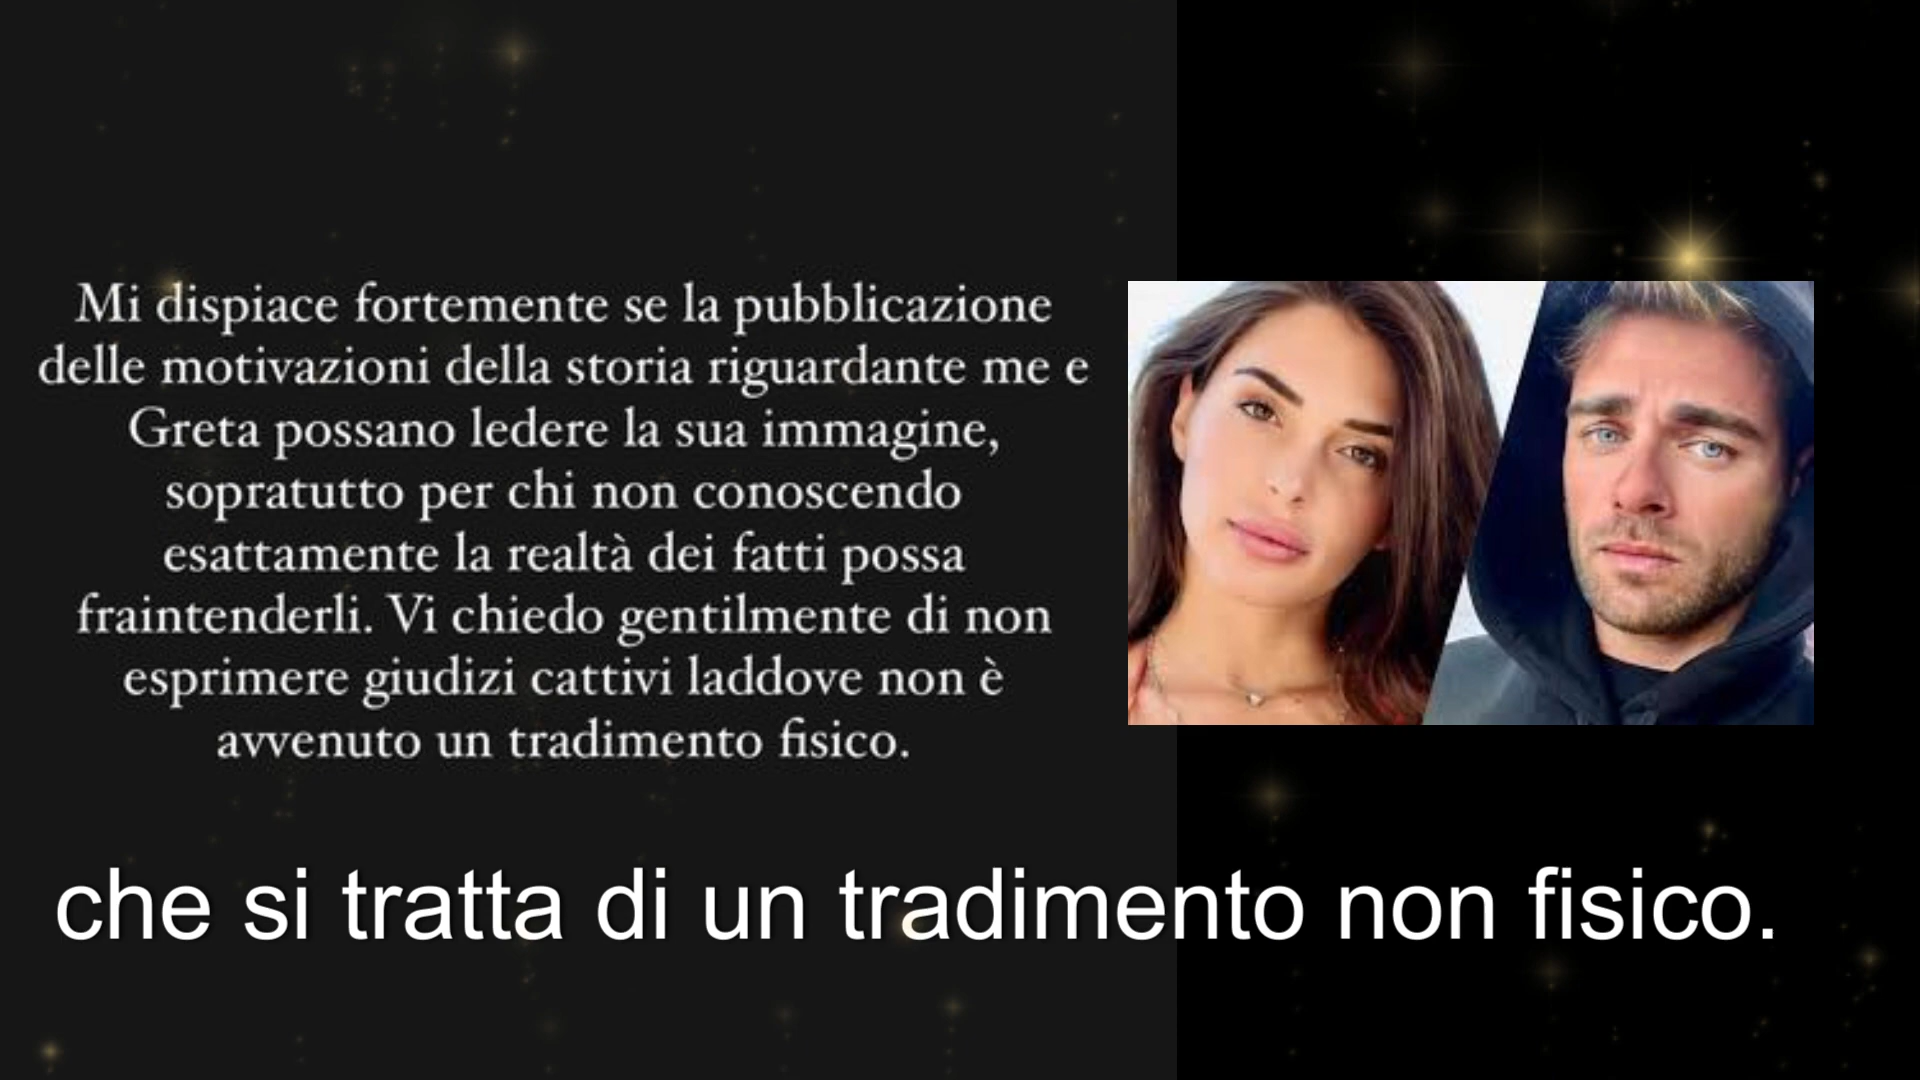 Mi dispiace fortemente se la pubblicazione
delle motivazioni della storia riguardante me e
Greta possano ledere la sua immagine,
sopratutto per chi non conoscendo
esattamente la realtà dei fatti possa
fraintenderli. Vi chiedo gentilmente di non
esprimere giudizi cattivi laddove non è
avvenuto un tradimento fisico.
che si tratta di un tradimento non fisico.